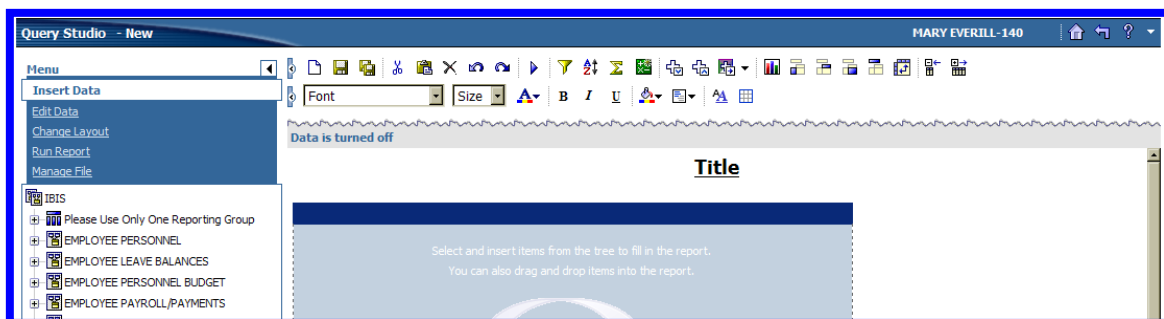 Query Studio - New
MARY EVERILL-140
Menu
Insert Data
Edit Data
Change Layout
Run Report
Manage File
Font
Size
A
B I U
Data is turned off
Title
IBIS
Please Use Only One Reporting Group
EMPLOYEE PERSONNEL
EMPLOYEE LEAVE BALANCES
EMPLOYEE PERSONNEL BUDGET
EMPLOYEE PAYROLL/PAYMENTS
Select and insert items from the tree to fill in the report.
You can also drag and drop items into the report.